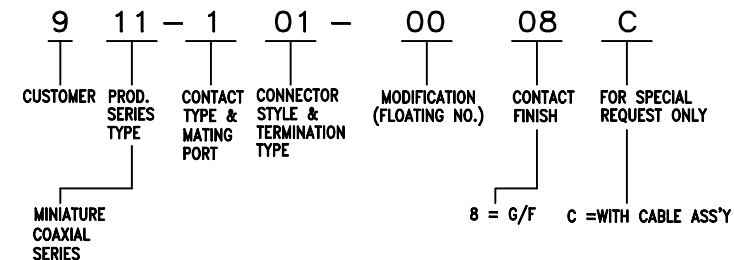 9 11 - 1 01 - 00 08 C
CUSTOMER
PROD.
SERIES
TYPE
CONTACT
TYPE &
MATING
PORT
CONNECTOR
STYLE &
TERMINATION
TYPE
MODIFICATION
(FLOATING NO.)
CONTACT
FINISH
FOR SPECIAL
REQUEST ONLY
MINIATURE
COAXIAL
SERIES
8 = G/F
C =WITH CABLE ASS'Y